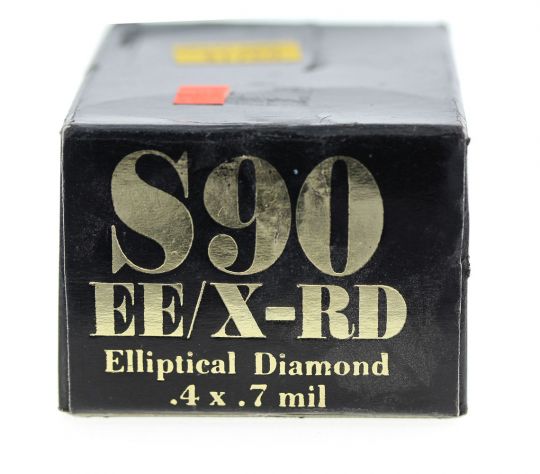 S90
EE/X-RD
Elliptical Diamond
.4 x .7 mil